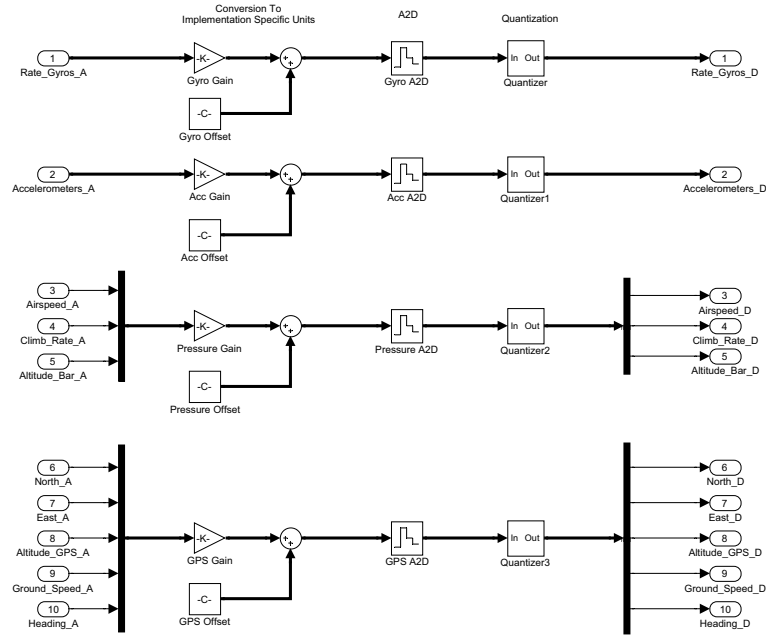 Conversion To
Implementation Specific Units
A2D
Quantization
1
Rate_Gyros_A
-K-
Gyro Gain
-C-
Gyro Offset
+
+
Gyro A2D
In Out
Quantizer
1
Rate_Gyros_D
2
Accelerometers_A
-K-
Acc Gain
-C-
Acc Offset
+
+
Acc A2D
In Out
Quantizer1
2
Accelerometers_D
3
Airspeed_A
4
Climb_Rate_A
5
Altitude_Bar_A
-K-
Pressure Gain
-C-
Pressure Offset
+
+
Pressure A2D
In Out
Quantizer2
3
Airspeed_D
4
Climb_Rate_D
5
Altitude_Bar_D
6
North_A
7
East_A
8
Altitude_GPS_A
9
Ground_Speed_A
10
Heading_A
-K-
GPS Gain
-C-
GPS Offset
+
+
GPS A2D
In Out
Quantizer3
6
North_D
7
East_D
8
Altitude_GPS_D
9
Ground_Speed_D
10
Heading_D